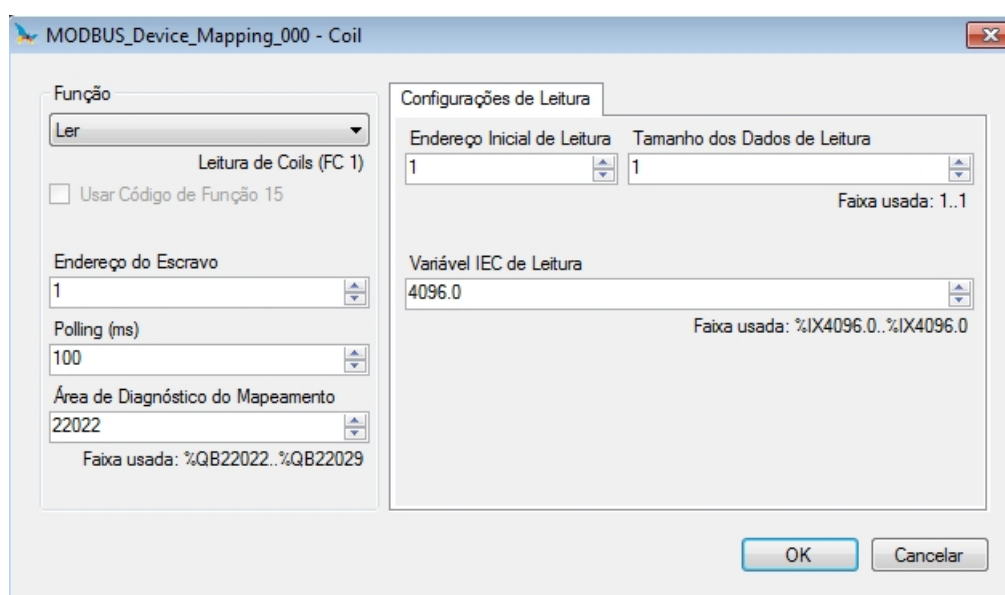 MODBUS_Device_Mapping_000 - Coil
Função
Ler
Leitura de Coils (FC 1)
Usar Código de Função 15
Endereço do Escravo
1
Polling (ms)
100
Área de Diagnóstico do Mapeamento
22022
Faixa usada: %QB22022..%QB22029
Configurações de Leitura
Endereço Inicial de Leitura
1
Tamanho dos Dados de Leitura
1
Faixa usada: 1..1
Variável IEC de Leitura
4096.0
Faixa usada: %IX4096.0..%IX4096.0
OK
Cancelar